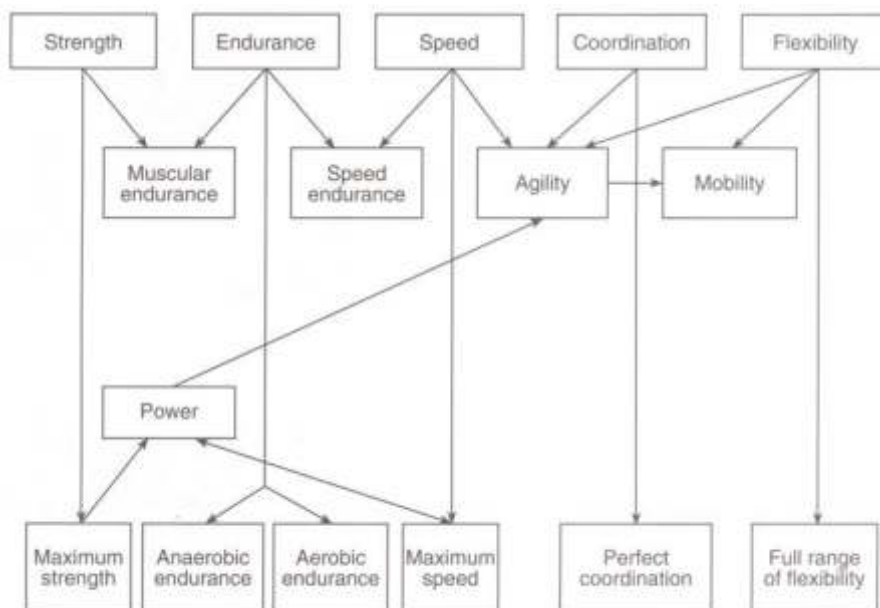 Strength
Endurance
Speed
Coordination
Flexibility
Muscular
endurance
Speed
endurance
Agility
Mobility
Power
Maximum
strength
Anaerobic
endurance
Aerobic
endurance
Maximum
speed
Perfect
coordination
Full range
of flexibility